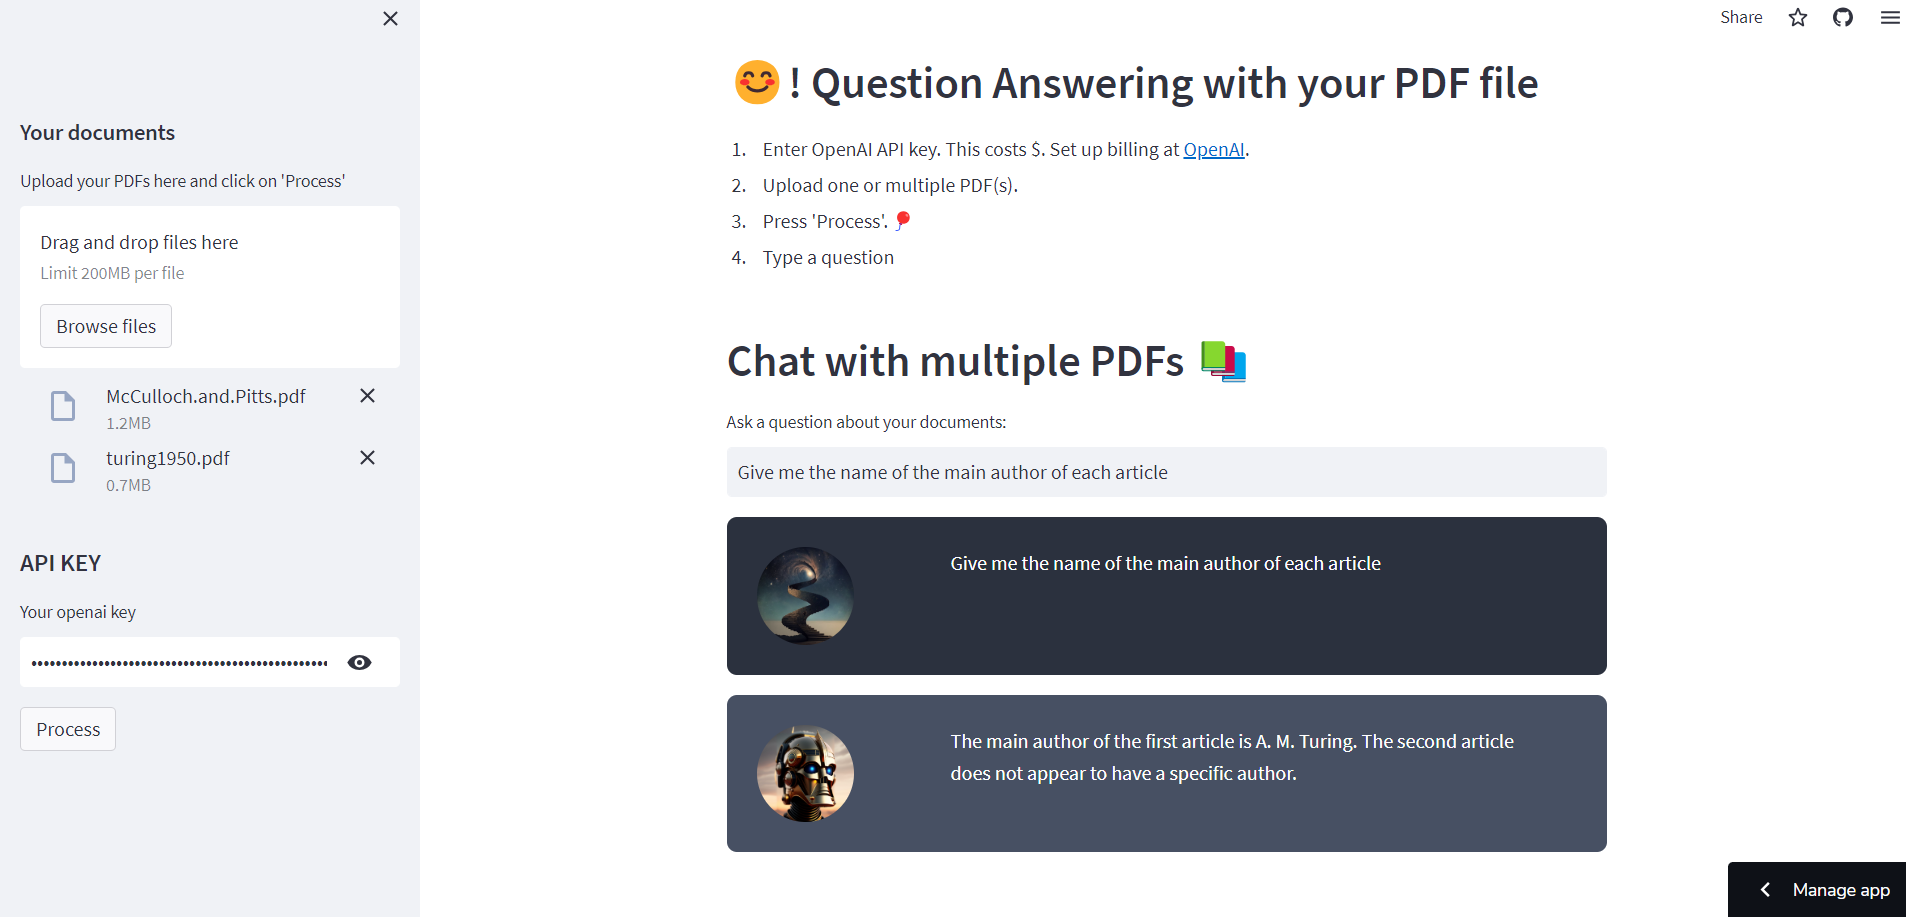 Share
Your documents
Upload your PDFs here and click on 'Process'
Drag and drop files here
Limit 200MB per file
Browse files
McCulloch.and.Pitts.pdf
1.2MB
turing1950.pdf
0.7MB
API KEY
Your openai key
Process
! Question Answering with your PDF file
1. Enter OpenAI API key. This costs $. Set up billing at OpenAI.
2. Upload one or multiple PDF(s).
3. Press 'Process'.
4. Type a question
Chat with multiple PDFs
Ask a question about your documents:
Give me the name of the main author of each article
Give me the name of the main author of each article
The main author of the first article is A. M. Turing. The second article
does not appear to have a specific author.
Manage app